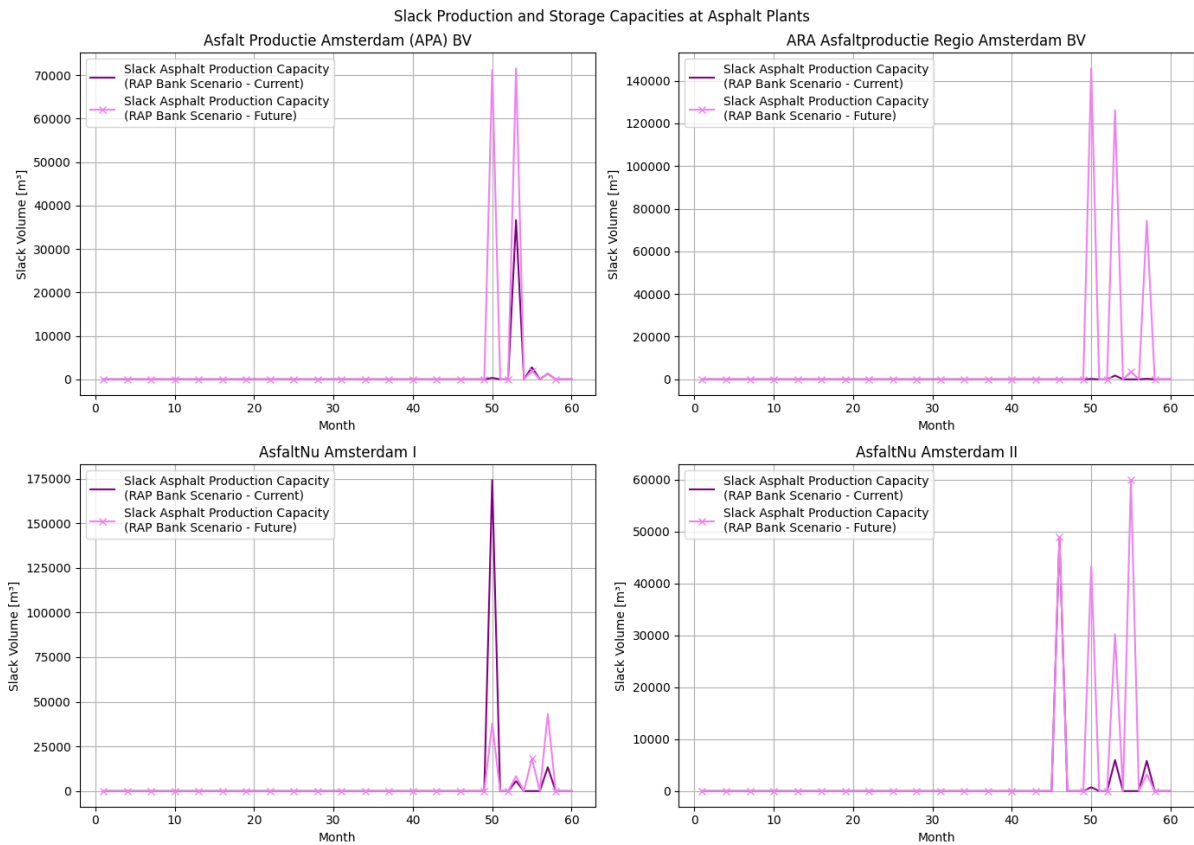 Slack Production and Storage Capacities at Asphalt Plants
Asfalt Productie Amsterdam (APA) BV
Slack Asphalt Production Capacity
(RAP Bank Scenario - Current)
Slack Asphalt Production Capacity
(RAP Bank Scenario - Future)
Slack Volume [m³]
70000
60000
50000
40000
30000
20000
10000
0
0 10 20 30 40 50 60
Month
ARA Asfaltproductie Regio Amsterdam BV
Slack Asphalt Production Capacity
(RAP Bank Scenario - Current)
Slack Asphalt Production Capacity
(RAP Bank Scenario - Future)
Slack Volume [m³]
140000
120000
100000
80000
60000
40000
20000
0
0 10 20 30 40 50 60
Month
AsfaltNu Amsterdam I
Slack Asphalt Production Capacity
(RAP Bank Scenario - Current)
Slack Asphalt Production Capacity
(RAP Bank Scenario - Future)
Slack Volume [m³]
175000
150000
125000
100000
75000
50000
25000
0
0 10 20 30 40 50 60
Month
AsfaltNu Amsterdam II
Slack Asphalt Production Capacity
(RAP Bank Scenario - Current)
Slack Asphalt Production Capacity
(RAP Bank Scenario - Future)
Slack Volume [m³]
60000
50000
40000
30000
20000
10000
0
0 10 20 30 40 50 60
Month